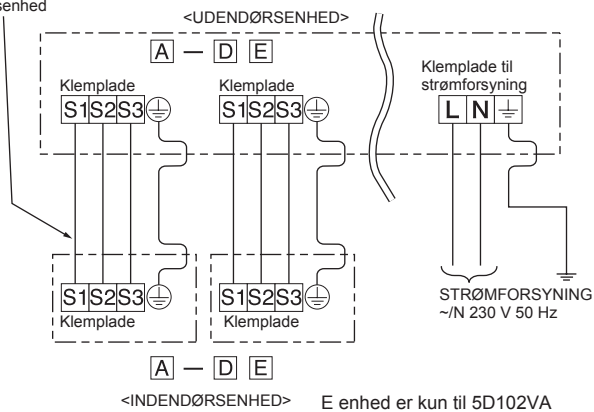 <UDENDØRSENHED>
A — D E
Klemplade
S1 S2 S3
Klemplade
S1 S2 S3
Klemplade til
strømforsyning
L N
S1 S2 S3
Klemplade
S1 S2 S3
Klemplade
STRØMFORSYNING
~/N 230 V 50 Hz
A — D E
<INDENDØRSENHED>
E enhed er kun til 5D102VA